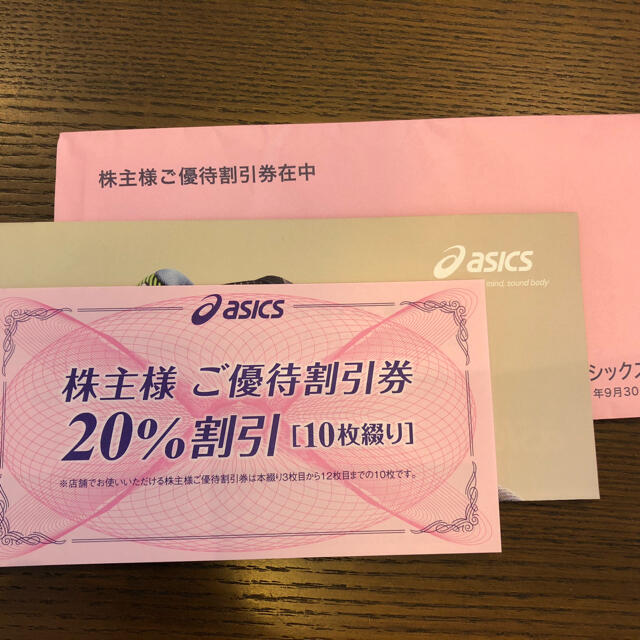 株主様ご優待割引券在中
asics
mind, sound body
シックス
年9月30
asics
株主様 ご優待割引券
20%割引 [10枚綴り]
※店舗でお使いいただける株主様ご優待割引券は本綴り3枚目から12枚目までの10枚です。